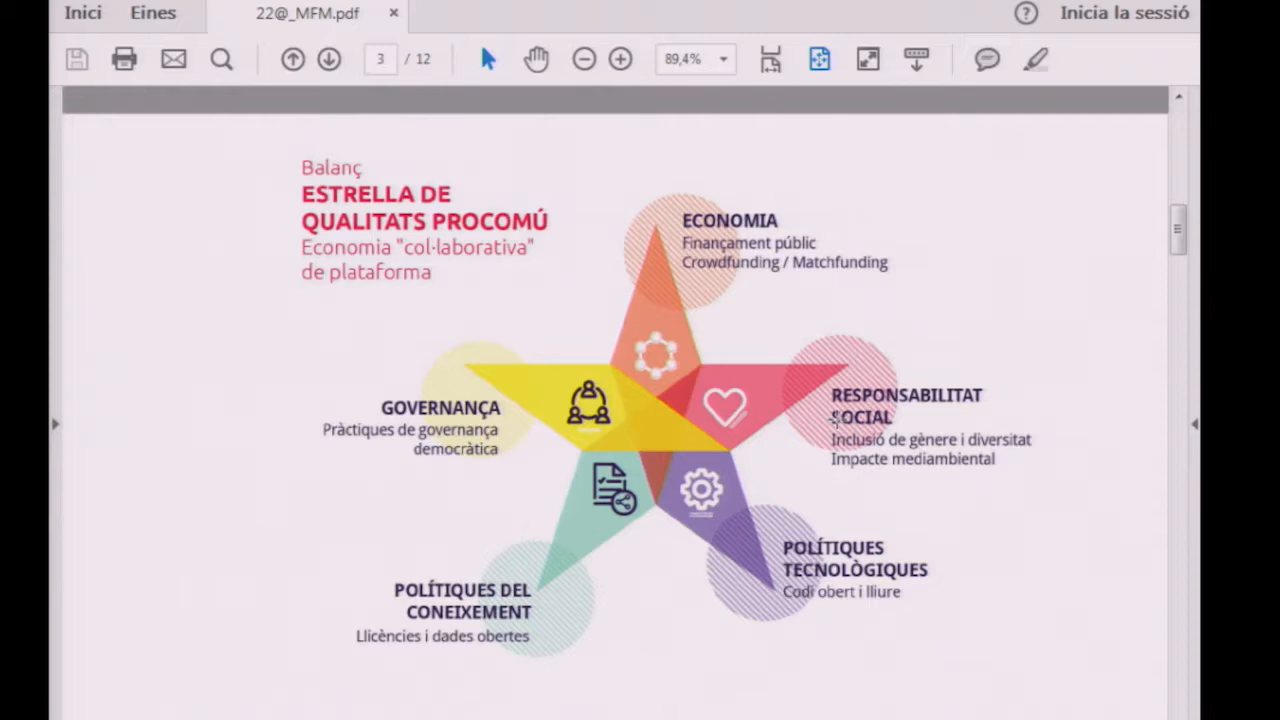 Inici
Eines
22@_MFM.pdf
×
Inicia la sessió
3 / 12
89,4%
Balanç
ESTRELLA DE
QUALITATS PROCOMÚ
Economia "col·laborativa"
de plataforma
ECONOMIA
Finançament públic
Crowdfunding / Matchfunding
RESPONSABILITAT
SOCIAL
Inclusió de gènere i diversitat
Impacte mediambiental
GOVERNANÇA
Pràctiques de governança
democràtica
POLÍTIQUES
TECNOLÒGIQUES
Codi obert i lliure
POLÍTIQUES DEL
CONEIXEMENT
Llicències i dades obertes